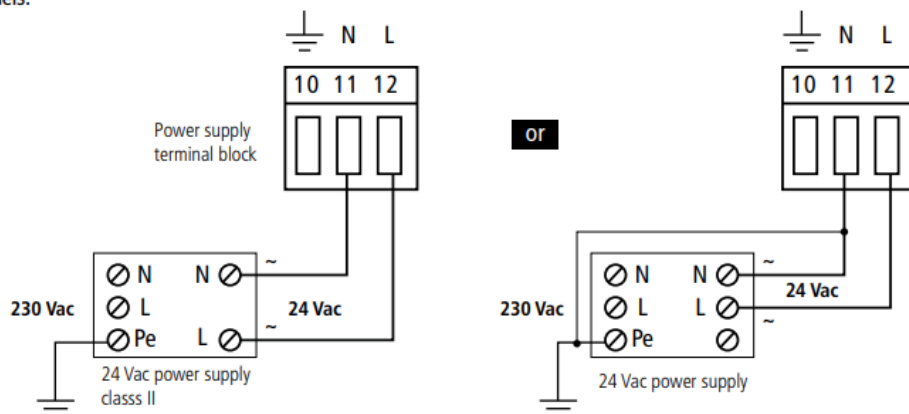 N L
10 11 12
Power supply
terminal block
N N ~
230 Vac L 24 Vac
Pe L ~
24 Vac power supply
classs II
or
N L
10 11 12
N N ~
230 Vac L L 24 Vac
Pe ~
24 Vac power supply